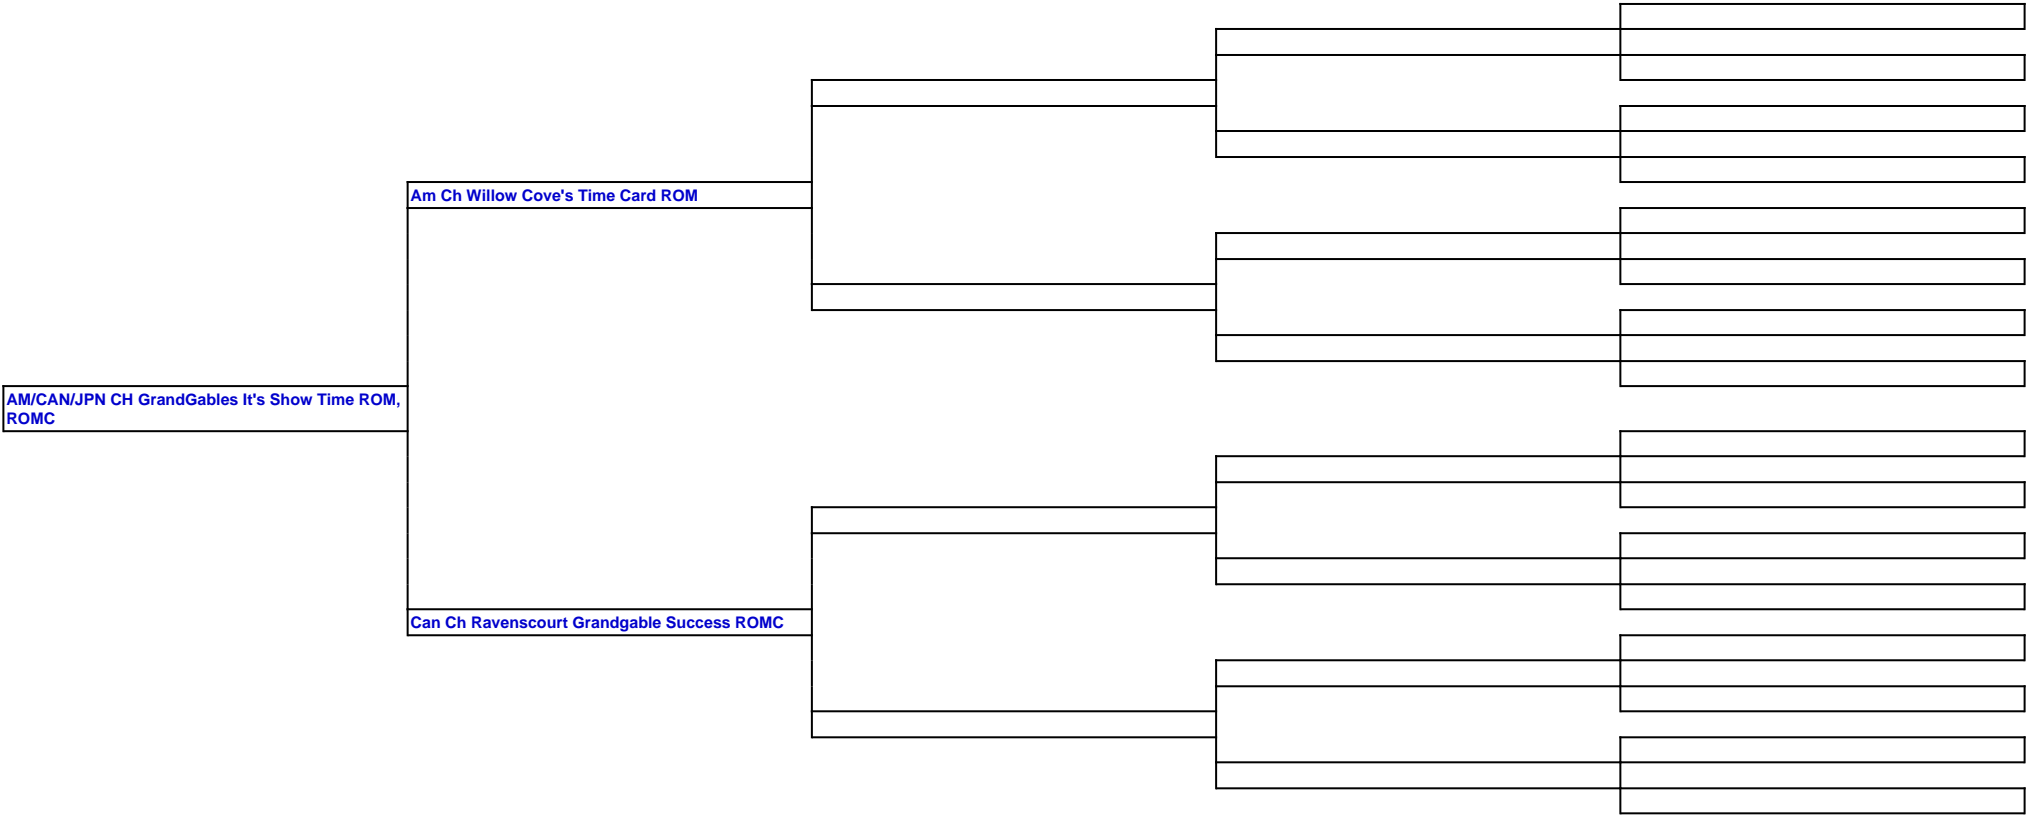 Am Ch Willow Cove's Time Card ROM
AM/CAN/JPN CH GrandGables It's Show Time ROM,
ROMC
Can Ch Ravenscourt Grandgable Success ROMC